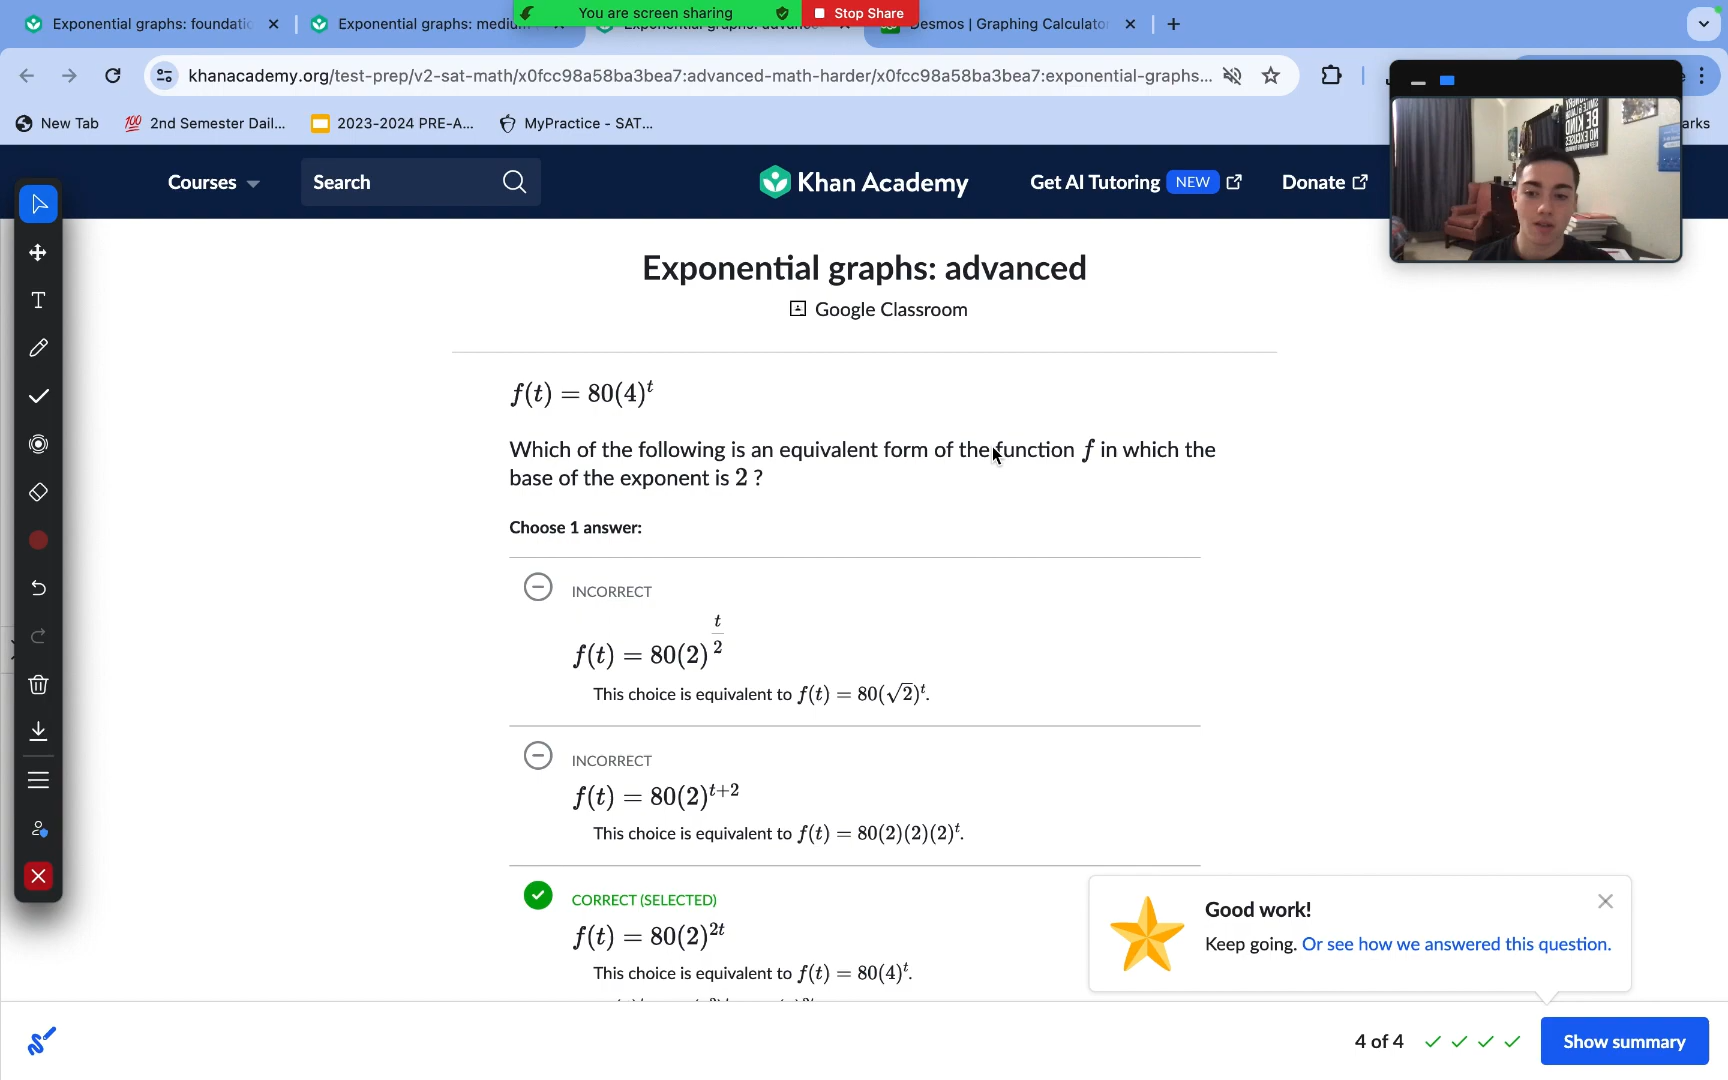 Exponential graphs: foundatio
Exponential graphs: mediu
You are screen sharing
Stop Share
Desmos | Graphing Calculator
khanacademy.org/test-prep/v2-sat-math/x0fcc98a58ba3bea7:advanced-math-harder/x0fcc98a58ba3bea7:exponential-graphs...
New Tab
2nd Semester Dail...
2023-2024 PRE-A...
MyPractice - SAT...
arks
BE KIND
NO EXCUSES
Courses
Search
Khan Academy
Get AI Tutoring NEW
Donate
Exponential graphs: advanced
Google Classroom
f(t) = 80(4)^t
Which of the following is an equivalent form of the function f in which the
base of the exponent is 2 ?
Choose 1 answer:
INCORRECT
f(t) = 80(2)^(t/2)
This choice is equivalent to f(t) = 80(√2)^t.
INCORRECT
f(t) = 80(2)^(t+2)
This choice is equivalent to f(t) = 80(2)(2)(2)^t.
CORRECT (SELECTED)
f(t) = 80(2)^(2t)
This choice is equivalent to f(t) = 80(4)^t.
Good work!
Keep going. Or see how we answered this question.
4 of 4
Show summary